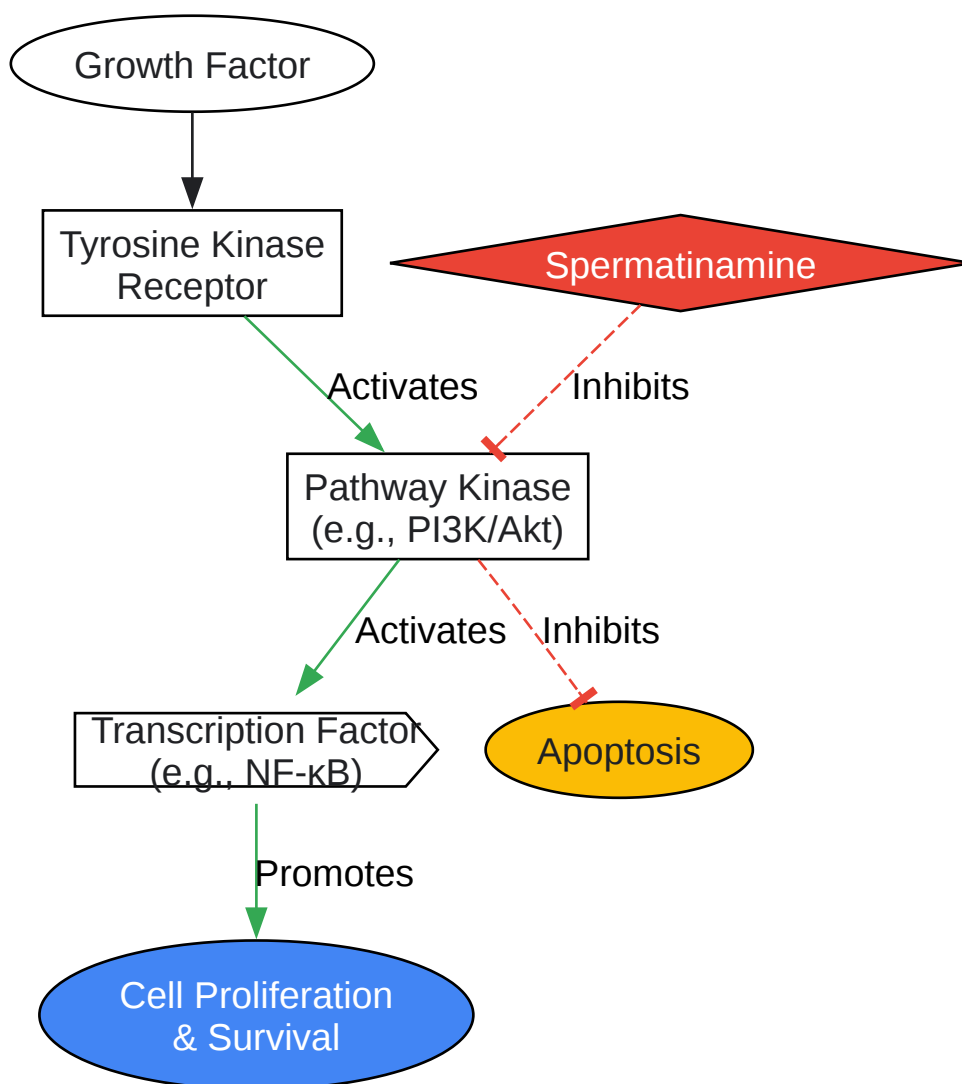 Growth Factor
Tyrosine Kinase
Receptor
Spermatinamine
Activates
Inhibits
Pathway Kinase
(e.g., PI3K/Akt)
Activates
Inhibits
Transcription Factor
(e.g., NF-κB)
Apoptosis
Promotes
Cell Proliferation
& Survival